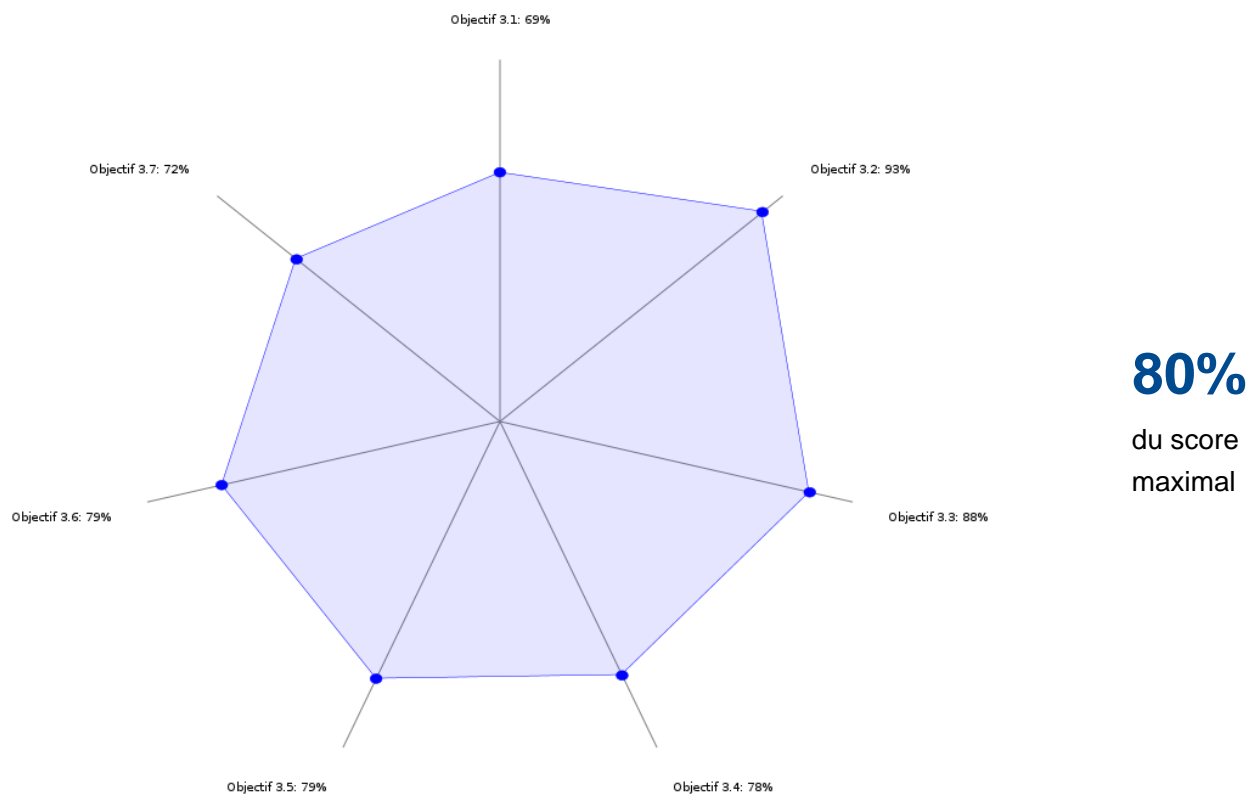 Objectif 3.1: 69%
Objectif 3.7: 72%
Objectif 3.2: 93%
80%
du score
maximal
Objectif 3.6: 79%
Objectif 3.3: 88%
Objectif 3.5: 79%
Objectif 3.4: 78%